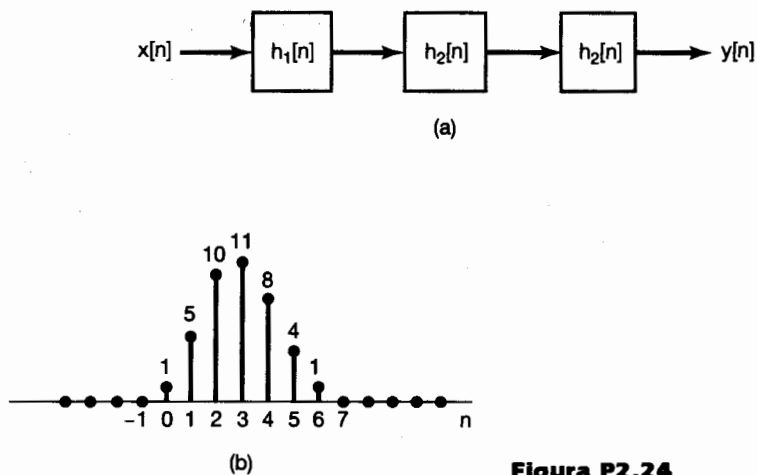 x[n] h₁[n] h₂[n] h₂[n] y[n]
(a)
11
10
8
5
4
1 1
−1 0 1 2 3 4 5 6 7 n
(b)
Figura P2.24